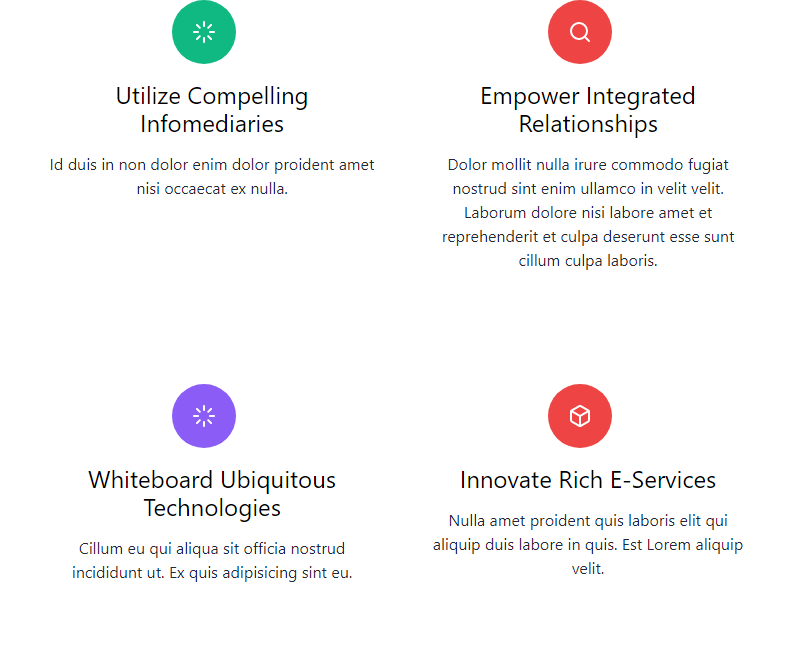 Utilize Compelling
Infomediaries
Id duis in non dolor enim dolor proident amet
nisi occaecat ex nulla.
Empower Integrated
Relationships
Dolor mollit nulla irure commodo fugiat
nostrud sint enim ullamco in velit velit.
Laborum dolore nisi labore amet et
reprehenderit et culpa deserunt esse sunt
cillum culpa laboris.
Whiteboard Ubiquitous
Technologies
Cillum eu qui aliqua sit officia nostrud
incididunt ut. Ex quis adipisicing sint eu.
Innovate Rich E-Services
Nulla amet proident quis laboris elit qui
aliquip duis labore in quis. Est Lorem aliquip
velit.